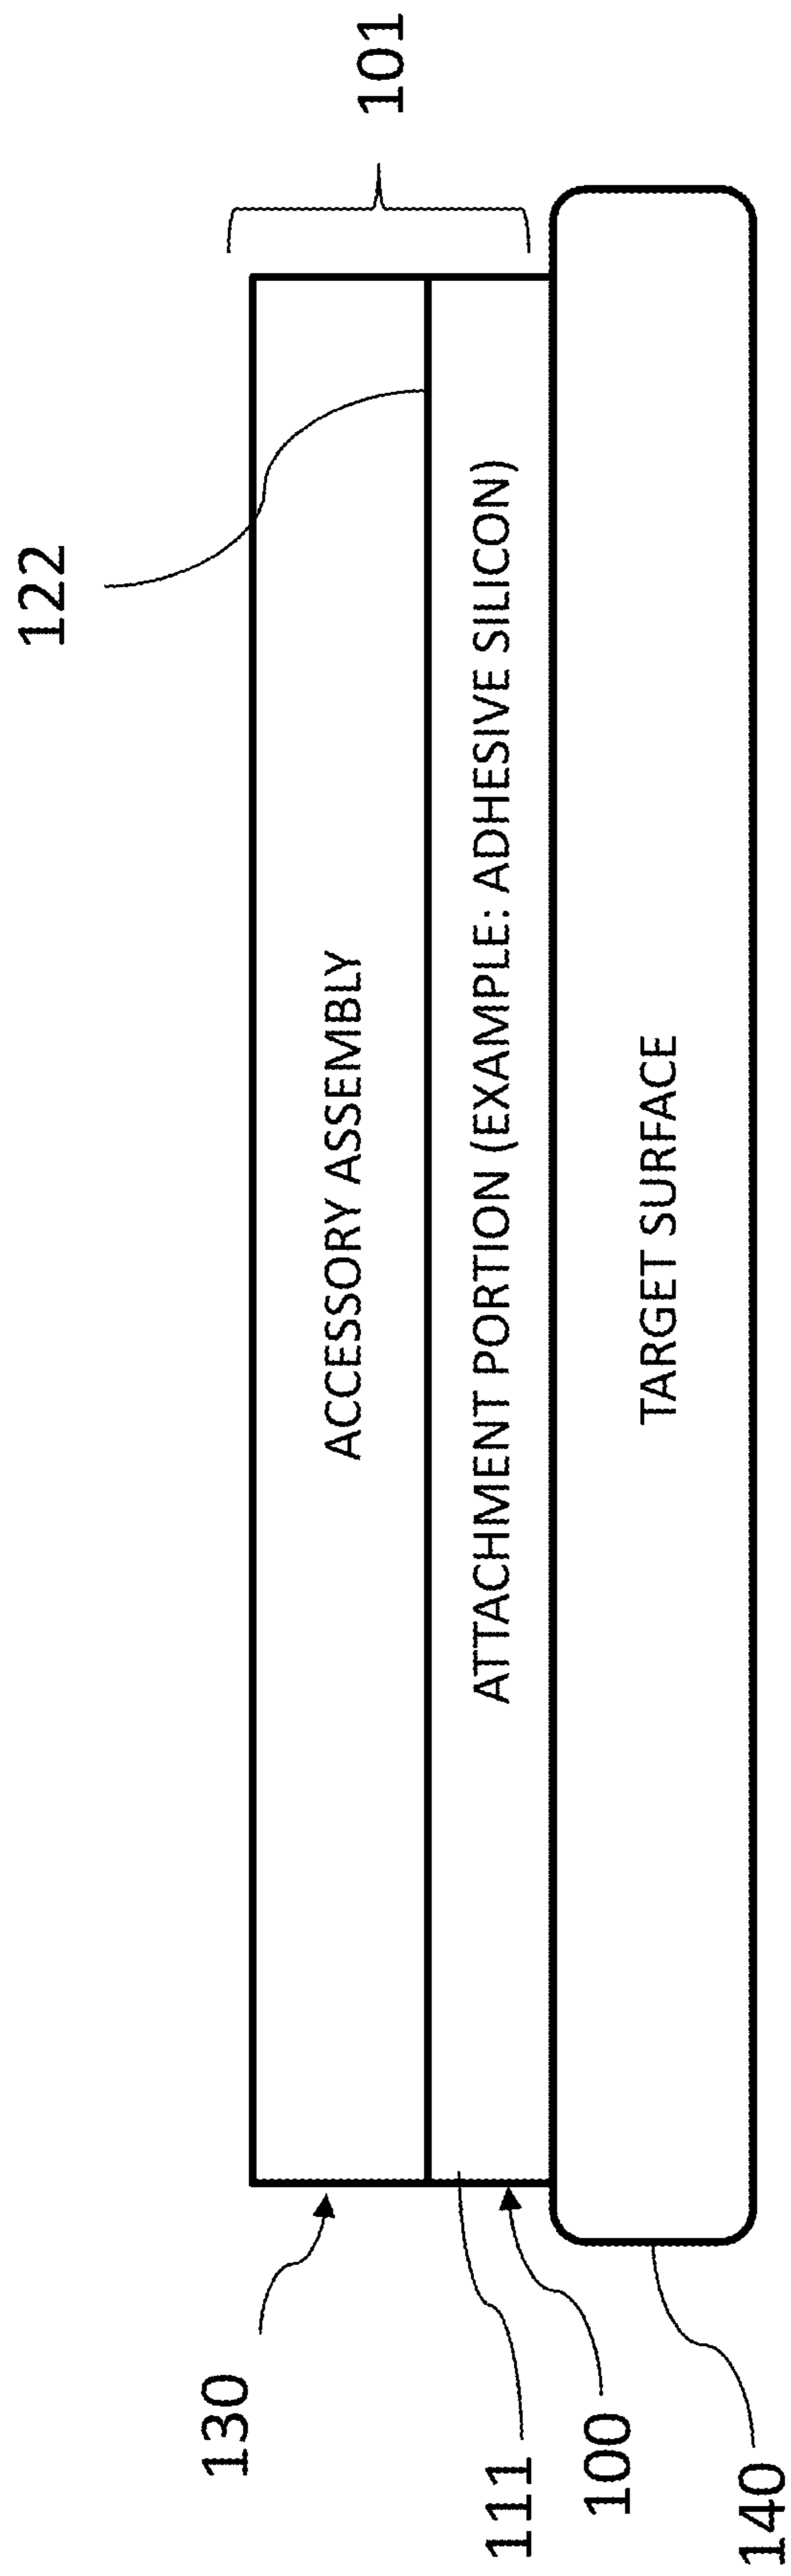 122
101
130
ACCESSORY ASSEMBLY
111
ATTACHMENT PORTION (EXAMPLE: ADHESIVE SILICON)
100
TARGET SURFACE
140